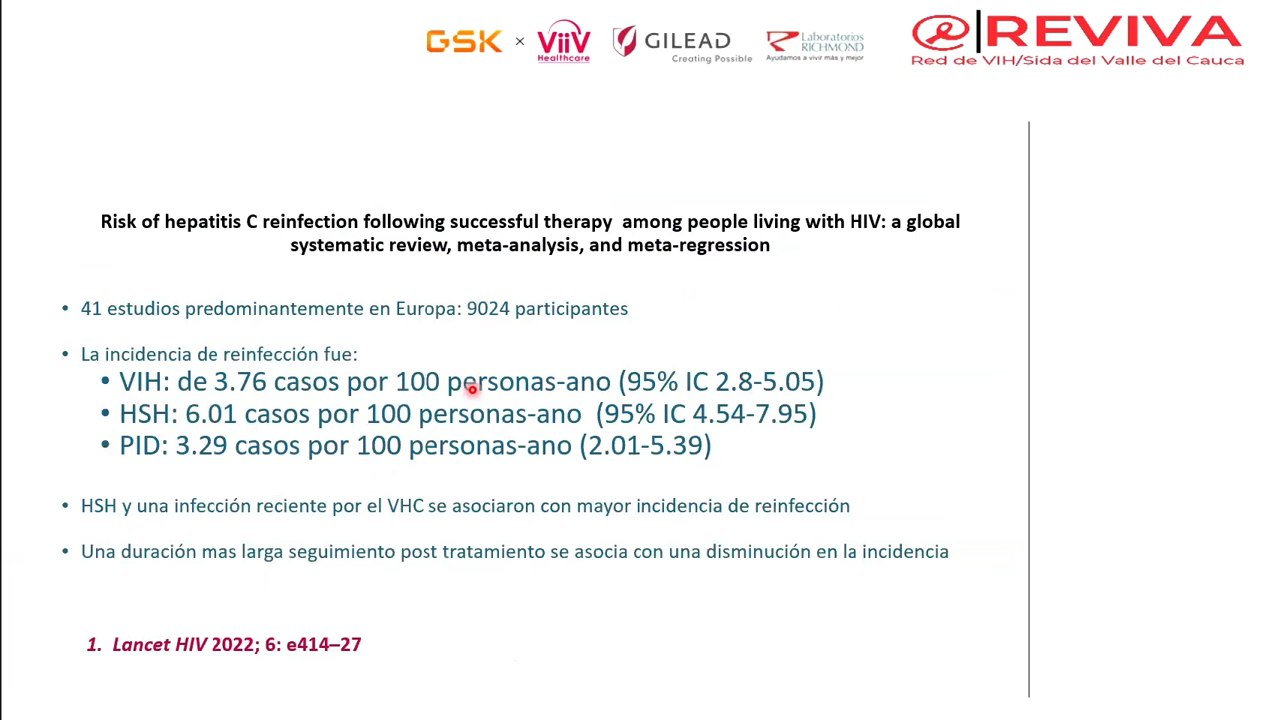 GSK × ViiV Healthcare GILEAD Creating Possible Laboratorios RICHMOND Ayudamos a vivir más y mejor
@|REVIVA
Red de VIH/Sida del Valle del Cauca
Risk of hepatitis C reinfection following successful therapy among people living with HIV: a global
systematic review, meta-analysis, and meta-regression
• 41 estudios predominantemente en Europa: 9024 participantes
• La incidencia de reinfección fue:
• VIH: de 3.76 casos por 100 personas-ano (95% IC 2.8-5.05)
• HSH: 6.01 casos por 100 personas-ano (95% IC 4.54-7.95)
• PID: 3.29 casos por 100 personas-ano (2.01-5.39)
• HSH y una infección reciente por el VHC se asociaron con mayor incidencia de reinfección
• Una duración mas larga seguimiento post tratamiento se asocia con una disminución en la incidencia
1. Lancet HIV 2022; 6: e414–27